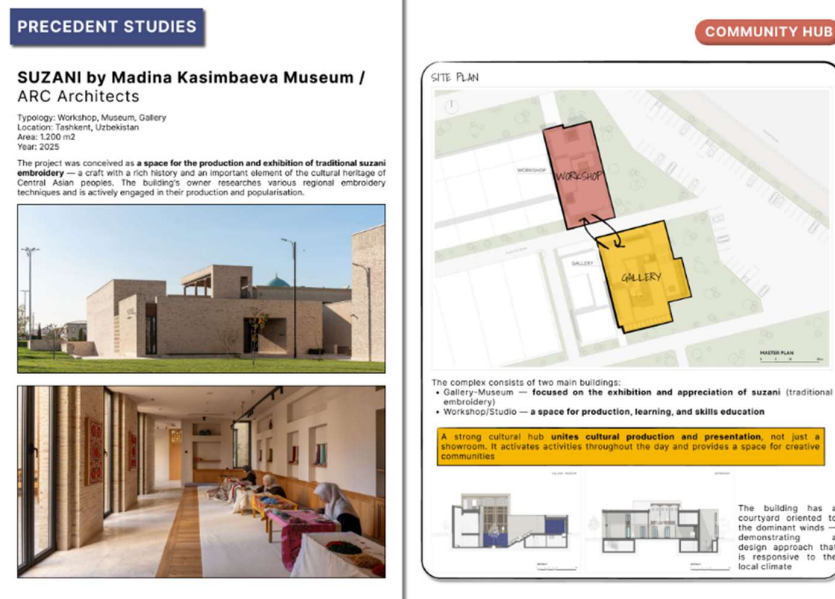 PRECEDENT STUDIES
SUZANI by Madina Kasimbaeva Museum /
ARC Architects
Typology: Workshop, Museum, Gallery
Location: Tashkent, Uzbekistan
Area: 1.200 m2
Year: 2025
The project was conceived as a space for the production and exhibition of traditional suzani
embroidery — a craft with a rich history and an important element of the cultural heritage of
Central Asian peoples. The building's owner researches various regional embroidery
techniques and is actively engaged in their production and popularisation.
COMMUNITY HUB
SITE PLAN
WORKSHOP
WORKSHOP
GALLERY
GALLERY
MASTER PLAN
The complex consists of two main buildings:
• Gallery-Museum — focused on the exhibition and appreciation of suzani (traditional
embroidery)
• Workshop/Studio — a space for production, learning, and skills education
A strong cultural hub unites cultural production and presentation, not just a
showroom. It activates activities throughout the day and provides a space for creative
communities
The building has a
courtyard oriented to
the dominant winds —
demonstrating a
design approach that
is responsive to the
local climate